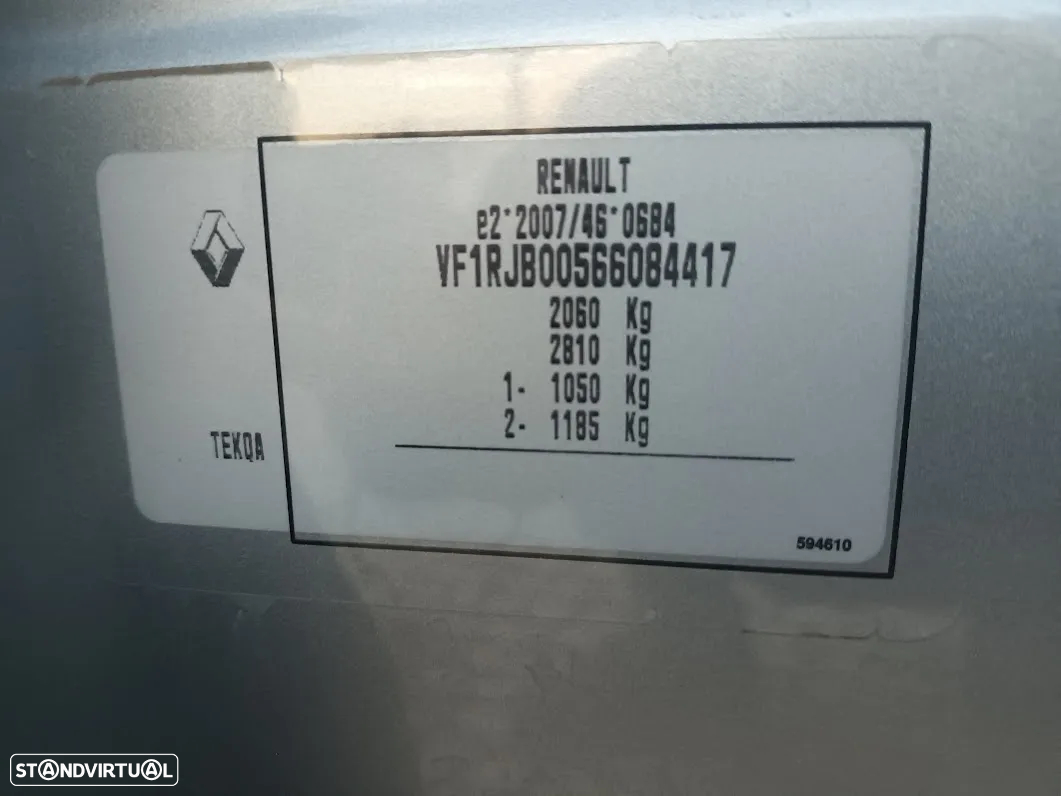 RENAULT
e2*2007/46*0684
VF1RJB00566084417
2060 Kg
2810 Kg
1- 1050 Kg
2- 1185 Kg
TEKQA
594610
STANDVIRTUAL